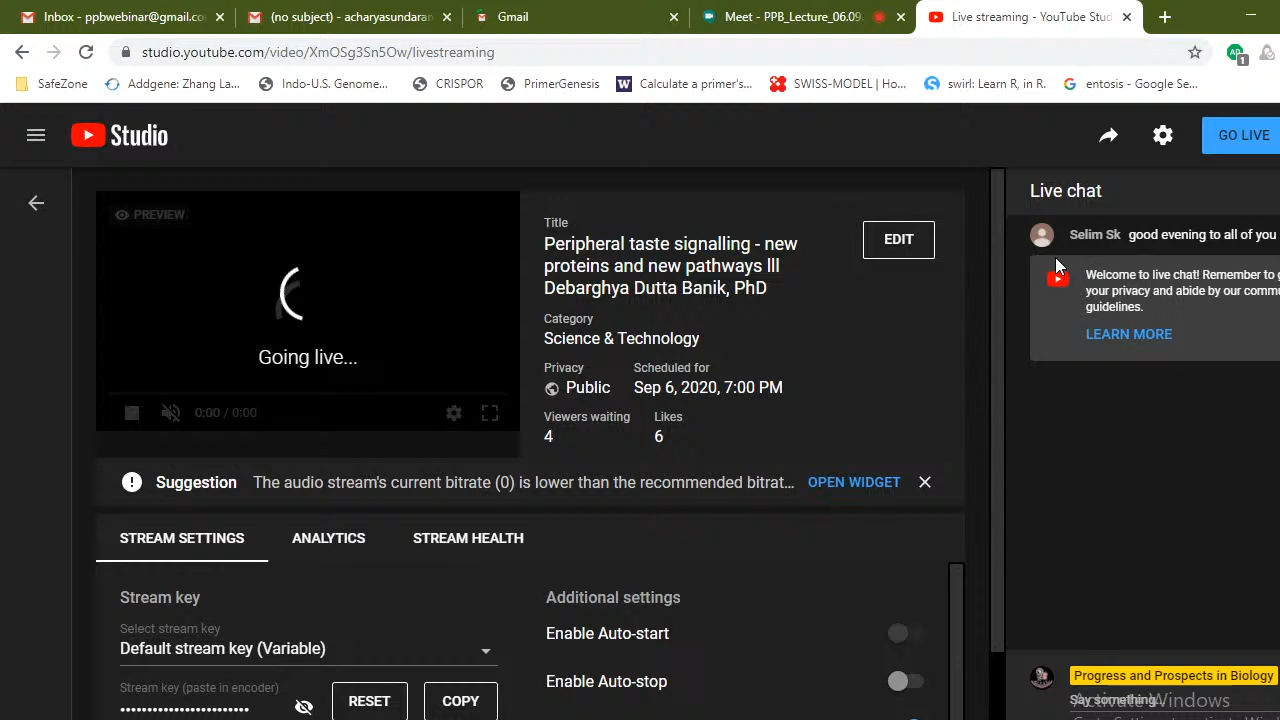 Inbox - ppbwebinar@gmail.co
(no subject) - acharyasundaran
Gmail
Meet - PPB_Lecture_06.09.
Live streaming - YouTube Stud
studio.youtube.com/video/XmOSg3Sn5Ow/livestreaming
1
SafeZone
Addgene: Zhang La...
Indo-U.S. Genome...
CRISPOR
PrimerGenesis
W
Calculate a primer's...
SWISS-MODEL | Ho...
swirl: Learn R, in R.
entosis - Google Se...
Studio
GO LIVE
PREVIEW
Going live...
0:00 / 0:00
Title
Peripheral taste signalling - new
proteins and new pathways lll
Debarghya Dutta Banik, PhD
EDIT
Category
Science & Technology
Privacy
Scheduled for
Public
Sep 6, 2020, 7:00 PM
Viewers waiting
Likes
4
6
Suggestion
The audio stream's current bitrate (0) is lower than the recommended bitrat...
OPEN WIDGET
STREAM SETTINGS
ANALYTICS
STREAM HEALTH
Stream key
Select stream key
Default stream key (Variable)
Stream key (paste in encoder)
RESET
COPY
Additional settings
Enable Auto-start
Enable Auto-stop
Live chat
Selim Sk good evening to all of you
Welcome to live chat! Remember to g
your privacy and abide by our commu
guidelines.
LEARN MORE
Progress and Prospects in Biology
Say something...
Activate Windows